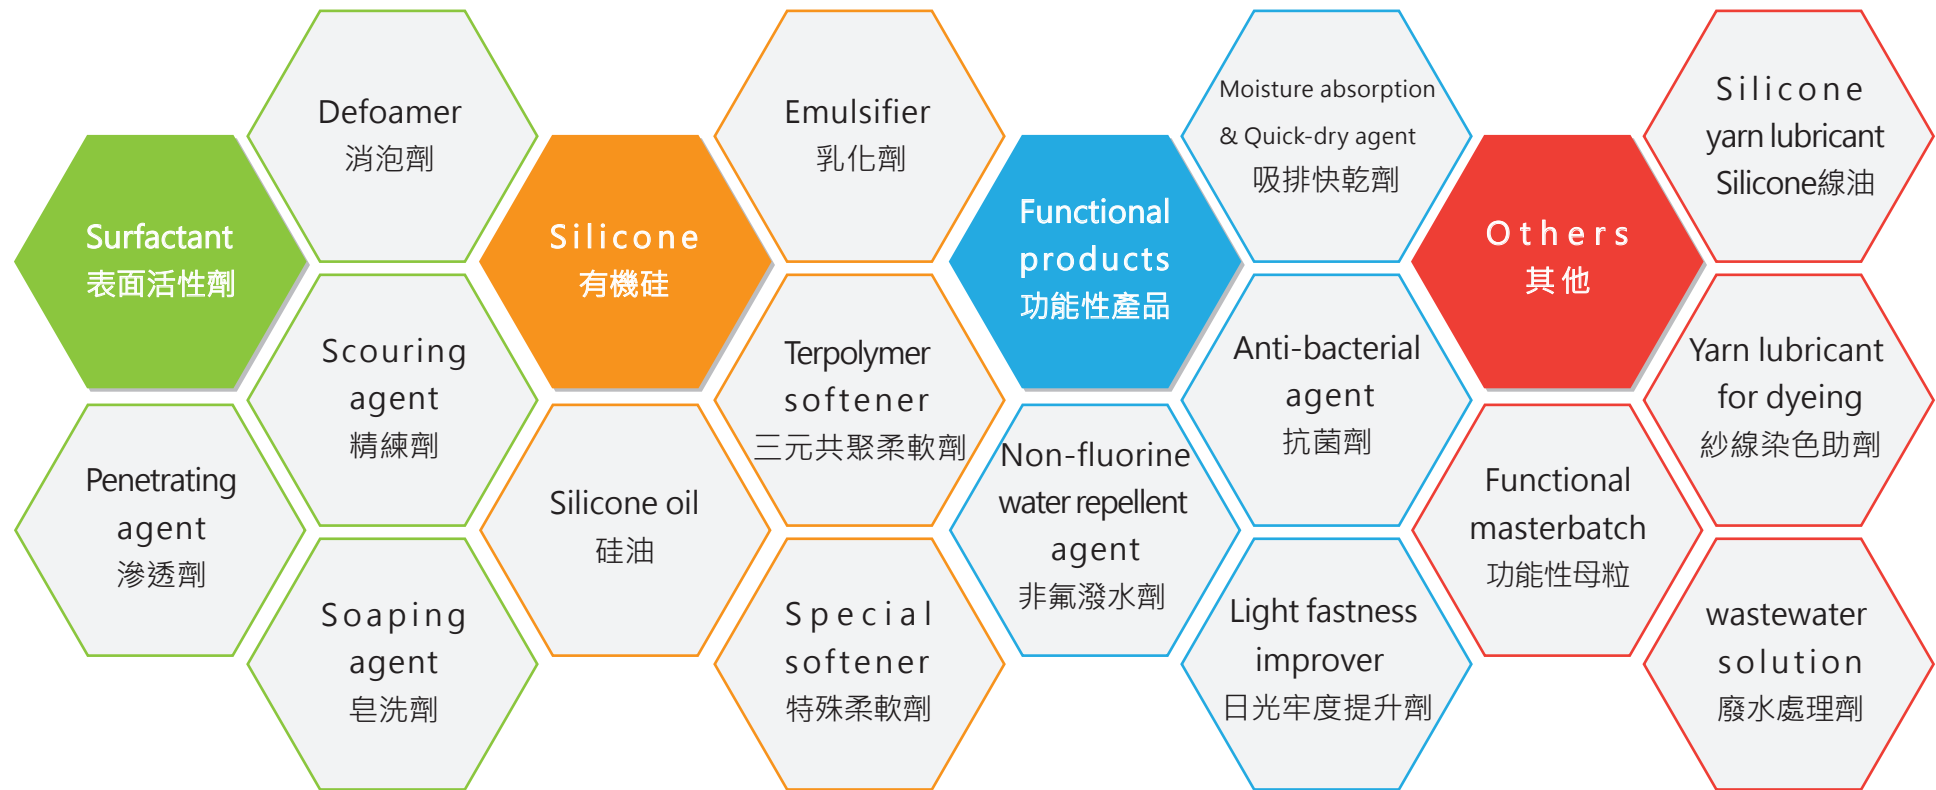 Surfactant
表面活性劑
Defoamer
消泡劑
Scouring
agent
精練劑
Penetrating
agent
滲透劑
Soaping
agent
皂洗劑
Silicone
有機硅
Emulsifier
乳化劑
Terpolymer
softener
三元共聚柔軟劑
Silicone oil
硅油
Special
softener
特殊柔軟劑
Functional
products
功能性產品
Moisture absorption
& Quick-dry agent
吸排快乾劑
Anti-bacterial
agent
抗菌劑
Non-fluorine
water repellent
agent
非氟潑水劑
Light fastness
improver
日光牢度提升劑
Others
其他
Silicone
yarn lubricant
Silicone線油
Yarn lubricant
for dyeing
紗線染色助劑
Functional
masterbatch
功能性母粒
wastewater
solution
廢水處理劑